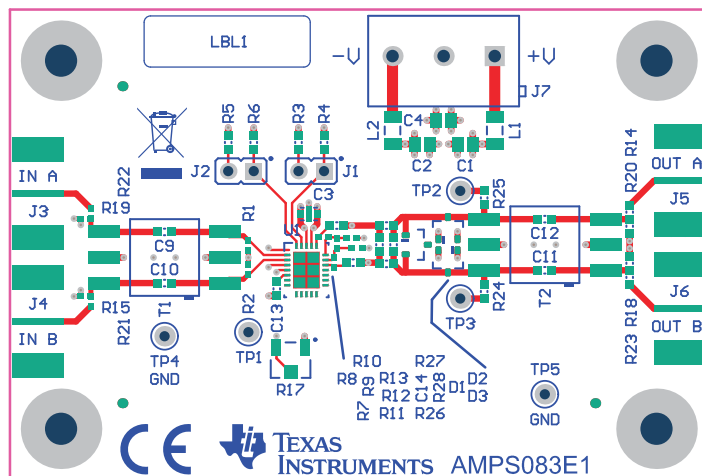 LBL1
-V
+V
J7
R5
R6
R3
R4
L2
C4
L1
C2
C1
R14
R20
OUT A
J5
IN A
R22
J3
R19
J2
J1
C3
TP2
R25
R1
C9
C12
C10
C11
J4
R15
R21
IN B
T1
R2
C13
R24
T2
TP3
J6
R18
R23
OUT B
TP4
GND
TP1
R17
R10
R8
R9
R7
R13
R12
R11
R27
C14
R28
R26
D1
D2
D3
TP5
GND
CE
TEXAS
INSTRUMENTS
AMPS083E1